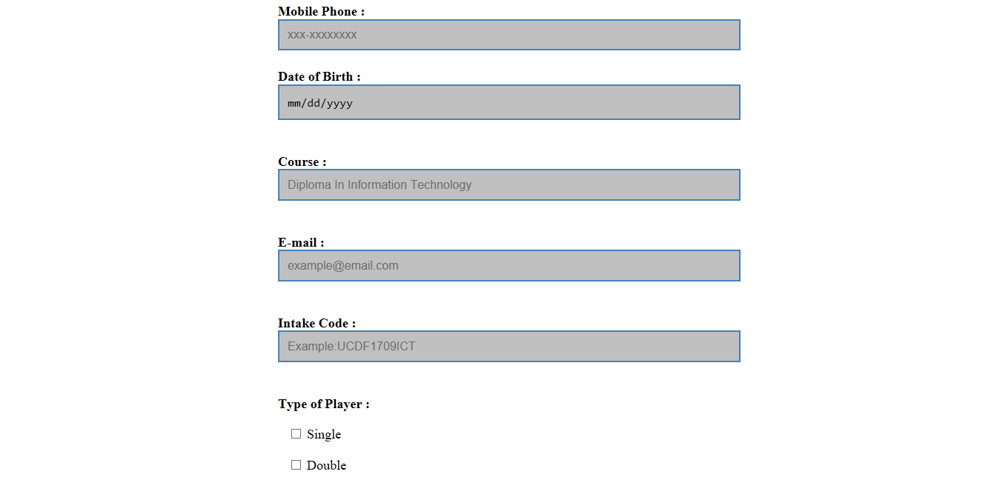 Mobile Phone :
xxx-xxxxxxxx
Date of Birth :
mm/dd/yyyy
Course :
Diploma In Information Technology
E-mail :
example@email.com
Intake Code :
Example:UCDF1709ICT
Type of Player :
Single
Double